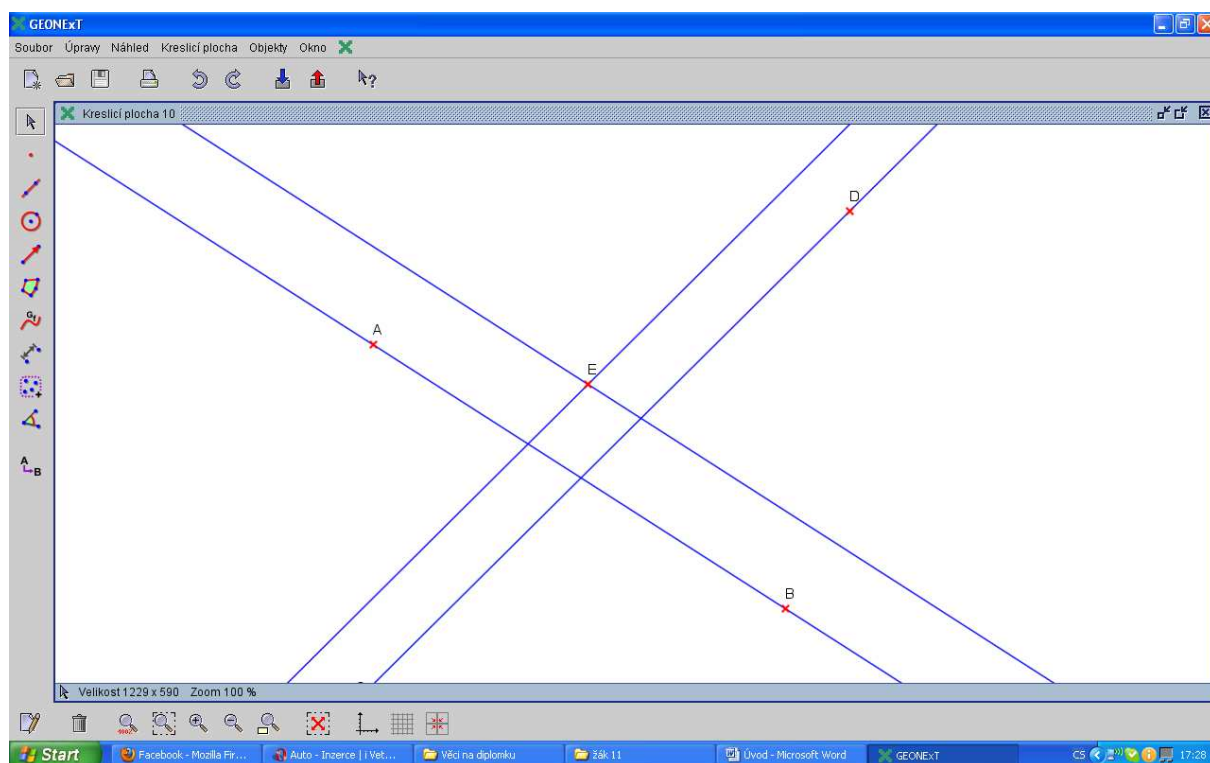 GEONExT
Soubor Úpravy Náhled Kreslicí plocha Objekty Okno
Kreslicí plocha 10
D
A
E
B
Velikost 1229 x 590 Zoom 100 %
A
B
Start Facebook - Mozilla Fir... Auto - Inzerce | i Vet... Věci na diplomku žák 11 Úvod - Microsoft Word GEONExT CS 17:28